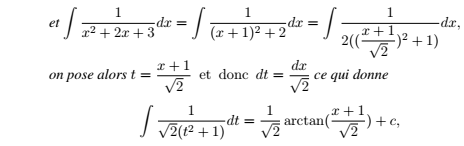 et ∫ 1/(x² + 2x + 3) dx = ∫ 1/((x + 1)² + 2) dx = ∫ 1/(2(((x + 1)/√2)² + 1)) dx,
on pose alors t = (x + 1)/√2 et donc dt = dx/√2 ce qui donne
∫ 1/(√2(t² + 1)) dt = 1/√2 arctan((x + 1)/√2) + c,